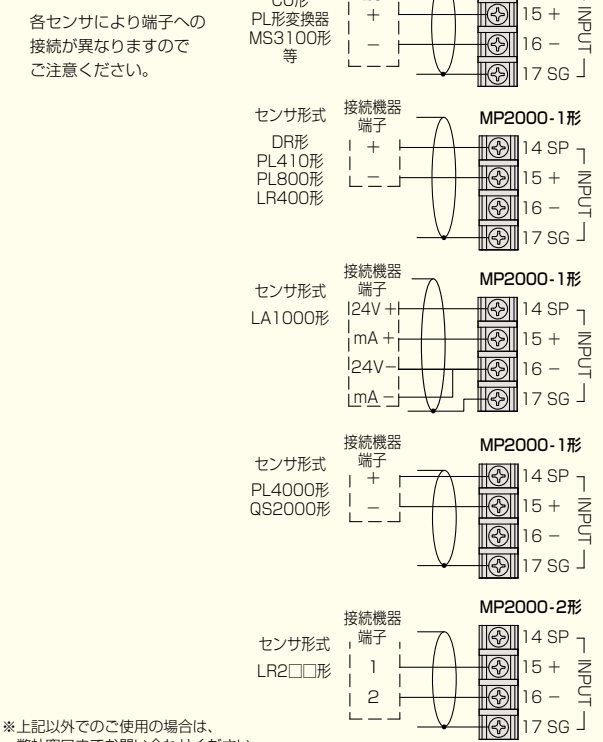 各センサにより端子への
接続が異なりますので
ご注意ください。
PL形変換器
MS3100形
等
+
−
15 +
16 −
17 SG
INPUT
センサ形式
接続機器
端子
MP2000-1形
DR形
PL410形
PL800形
LR400形
+
−
14 SP
15 +
16 −
17 SG
INPUT
センサ形式
接続機器
端子
MP2000-1形
LA1000形
24V +
mA +
24V −
mA −
14 SP
15 +
16 −
17 SG
INPUT
センサ形式
接続機器
端子
MP2000-1形
PL4000形
QS2000形
+
−
14 SP
15 +
16 −
17 SG
INPUT
センサ形式
接続機器
端子
MP2000-2形
LR2□□形
1
2
14 SP
15 +
16 −
17 SG
INPUT
※上記以外でのご使用の場合は、